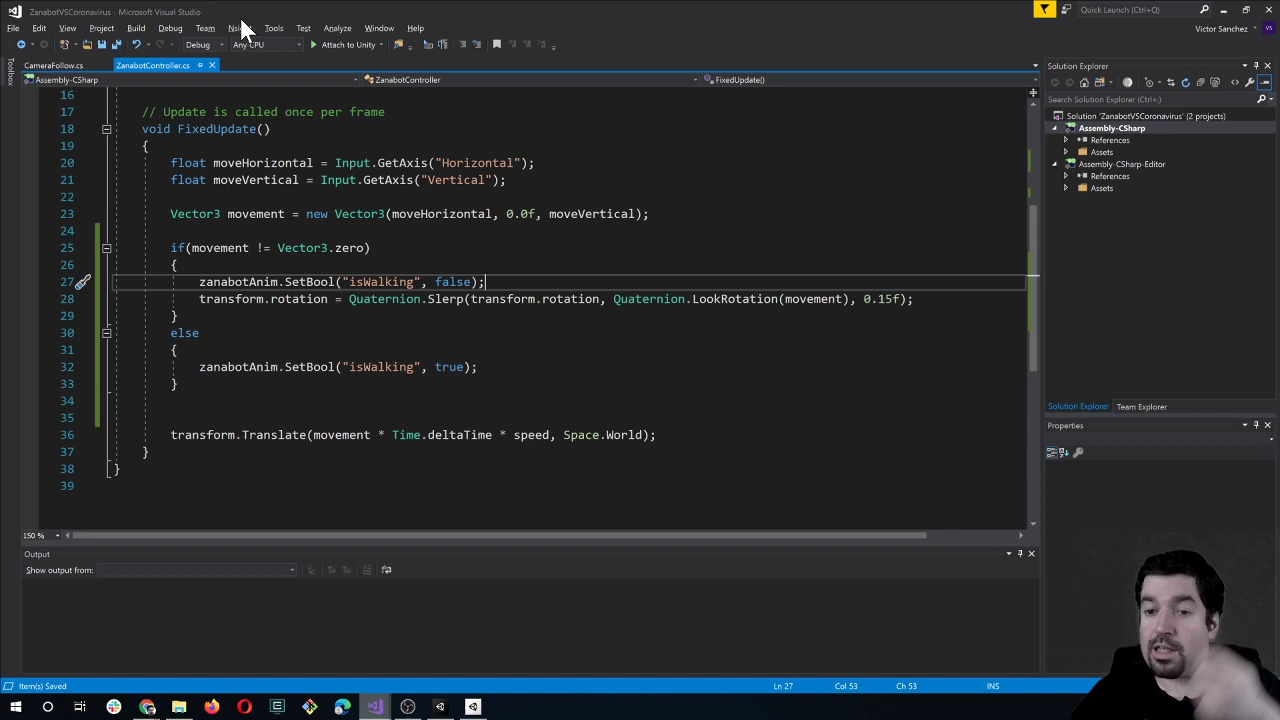 ZanabotVSCoronavirus - Microsoft Visual Studio
Quick Launch (Ctrl+;)
File Edit View Project Build Debug Team Tools Test Analyze Window Help
Victor Sanchez VS
Debug Any CPU Attach to Unity
Toolbox
CameraFollow.cs ZanabotController.cs
Solution Explorer
Assembly-CSharp ZanabotController FixedUpdate()
Search Solution Explorer (Ctrl+;)
Solution 'ZanabotVSCoronavirus' (2 projects)
Assembly-CSharp
References
Assets
Assembly-CSharp-Editor
References
Assets
16
17 // Update is called once per frame
18 void FixedUpdate()
19 {
20 float moveHorizontal = Input.GetAxis("Horizontal");
21 float moveVertical = Input.GetAxis("Vertical");
22
23 Vector3 movement = new Vector3(moveHorizontal, 0.0f, moveVertical);
24
25 if(movement != Vector3.zero)
26 {
27 zanabotAnim.SetBool("isWalking", false);
28 transform.rotation = Quaternion.Slerp(transform.rotation, Quaternion.LookRotation(movement), 0.15f);
29 }
30 else
31 {
32 zanabotAnim.SetBool("isWalking", true);
33 }
34
35
36 transform.Translate(movement * Time.deltaTime * speed, Space.World);
37 }
38 }
39
Solution Explorer Team Explorer
Properties
150 %
Output
Show output from:
Item(s) Saved Ln 27 Col 53 Ch 53 INS